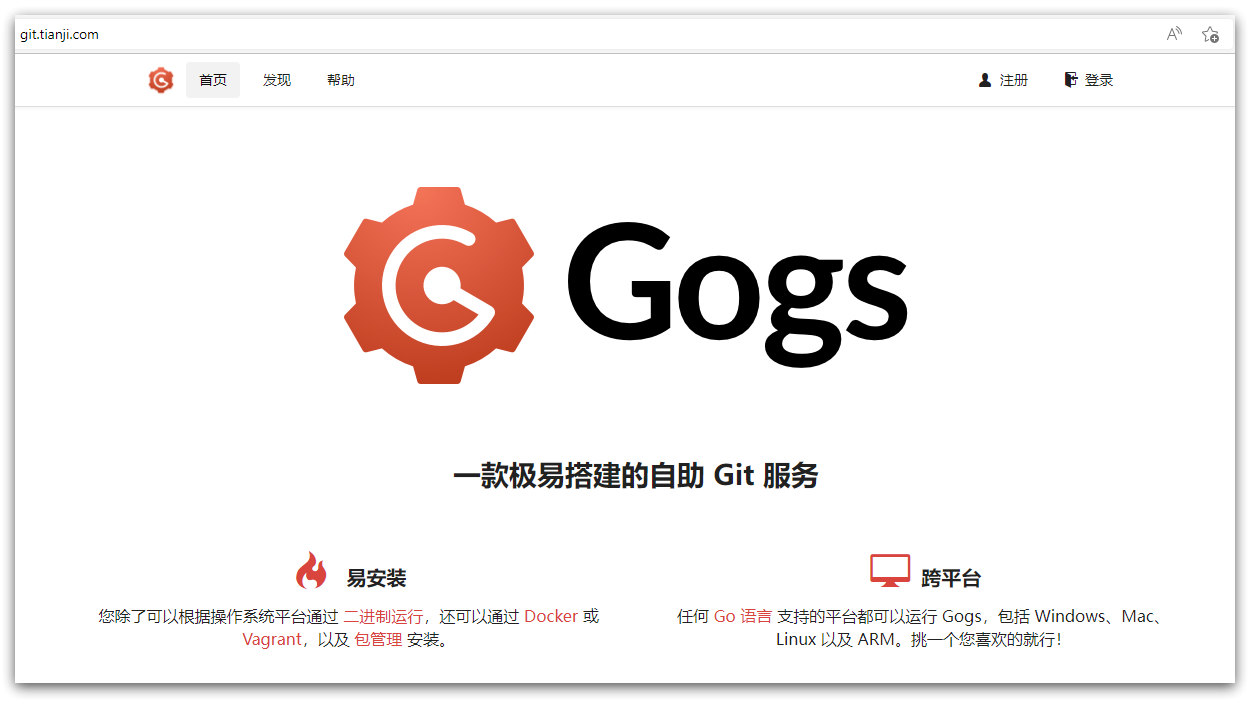 git.tianji.com
首页 发现 帮助 注册 登录
Gogs
一款极易搭建的自助 Git 服务
易安装
您除了可以根据操作系统平台通过 二进制运行，还可以通过 Docker 或
Vagrant，以及 包管理 安装。
跨平台
任何 Go 语言 支持的平台都可以运行 Gogs，包括 Windows、Mac、
Linux 以及 ARM。挑一个您喜欢的就行！